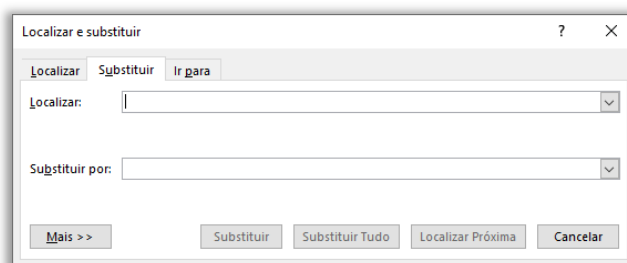 Localizar e substituir ? ×
Localizar Substituir Ir para
Localizar:
Substituir por:
Mais >> Substituir Substituir Tudo Localizar Próxima Cancelar